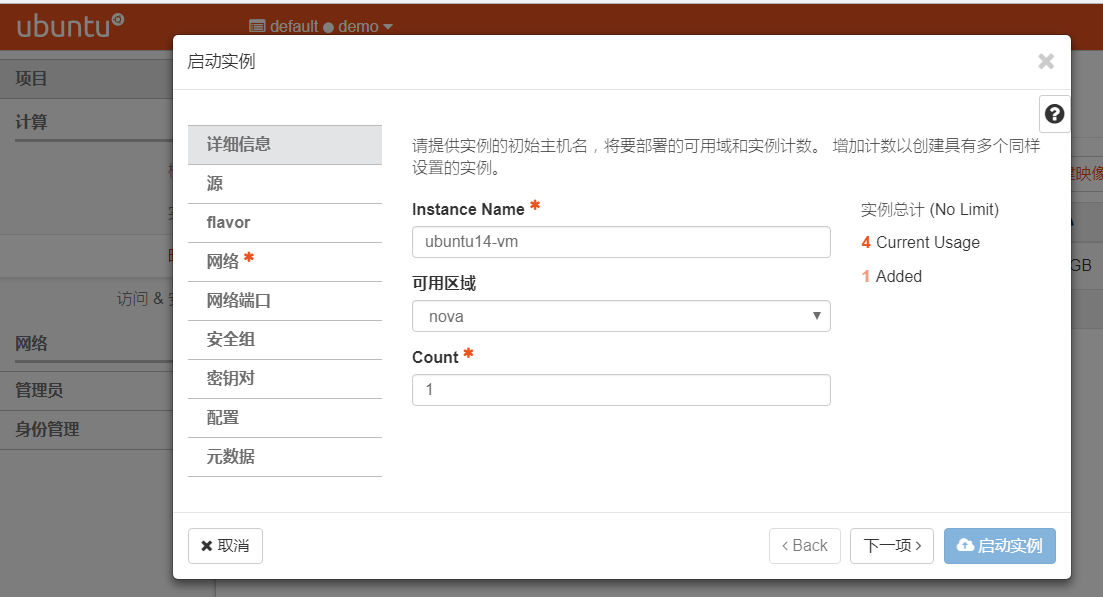 ubuntu
default demo
启动实例
项目
计算
网络
管理员
身份管理
访问 &
建映像
GB
详细信息
源
flavor
网络 *
网络端口
安全组
密钥对
配置
元数据
请提供实例的初始主机名，将要部署的可用域和实例计数。 增加计数以创建具有多个同样
设置的实例。
Instance Name *
ubuntu14-vm
可用区域
nova
Count *
1
实例总计 (No Limit)
4 Current Usage
1 Added
取消
Back
下一项
启动实例